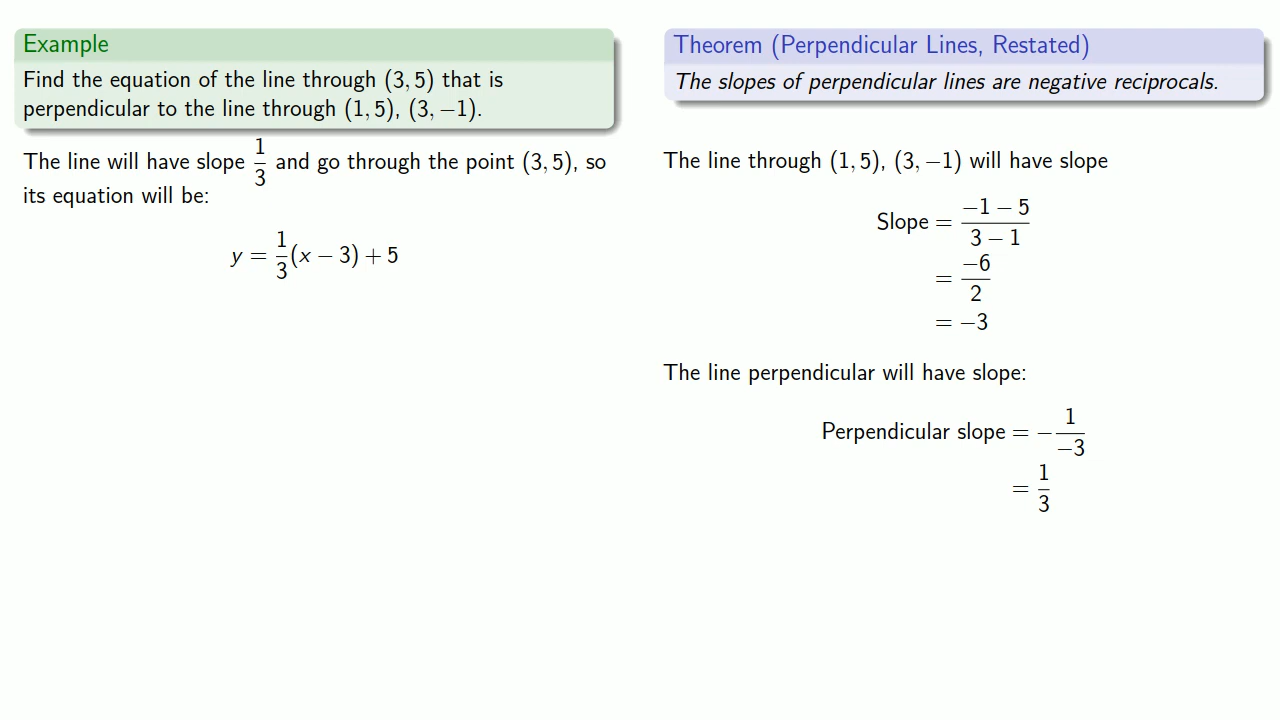 Example
Find the equation of the line through (3, 5) that is
perpendicular to the line through (1, 5), (3, −1).
The line will have slope 1/3 and go through the point (3, 5), so
its equation will be:
y = 1/3(x − 3) + 5
Theorem (Perpendicular Lines, Restated)
The slopes of perpendicular lines are negative reciprocals.
The line through (1, 5), (3, −1) will have slope
Slope = (−1 − 5)/(3 − 1)
= −6/2
= −3
The line perpendicular will have slope:
Perpendicular slope = − 1/−3
= 1/3